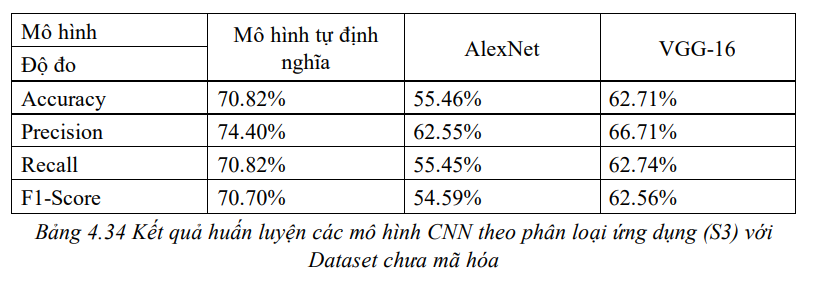 Mô hình
Độ đo
Mô hình tự định
nghĩa
AlexNet
VGG-16
Accuracy 70.82% 55.46% 62.71%
Precision 74.40% 62.55% 66.71%
Recall 70.82% 55.45% 62.74%
F1-Score 70.70% 54.59% 62.56%
Bảng 4.34 Kết quả huấn luyện các mô hình CNN theo phân loại ứng dụng (S3) với
Dataset chưa mã hóa